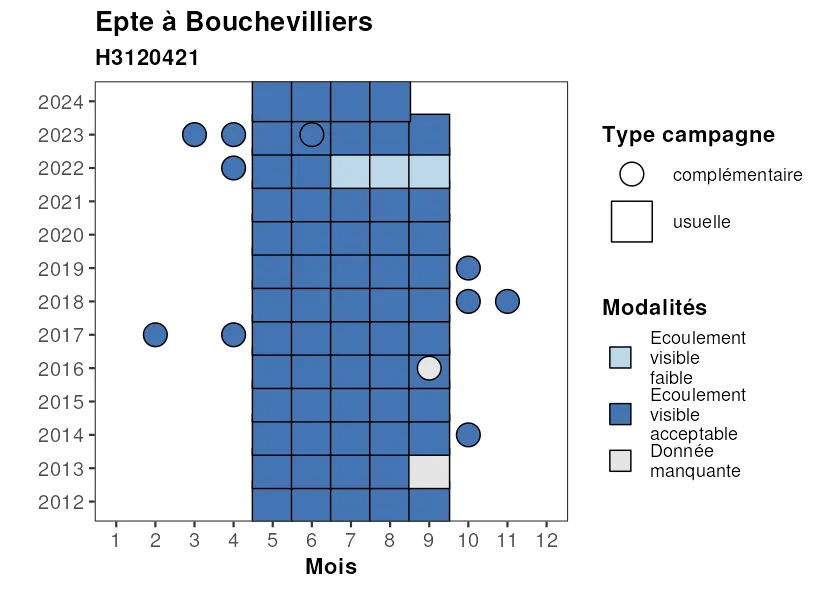 Epte à Bouchevilliers
H3120421
2024
2023
2022
2021
2020
2019
2018
2017
2016
2015
2014
2013
2012
1 2 3 4 5 6 7 8 9 10 11 12
Mois
Type campagne
complémentaire
usuelle
Modalités
Ecoulement
visible
faible
Ecoulement
visible
acceptable
Donnée
manquante